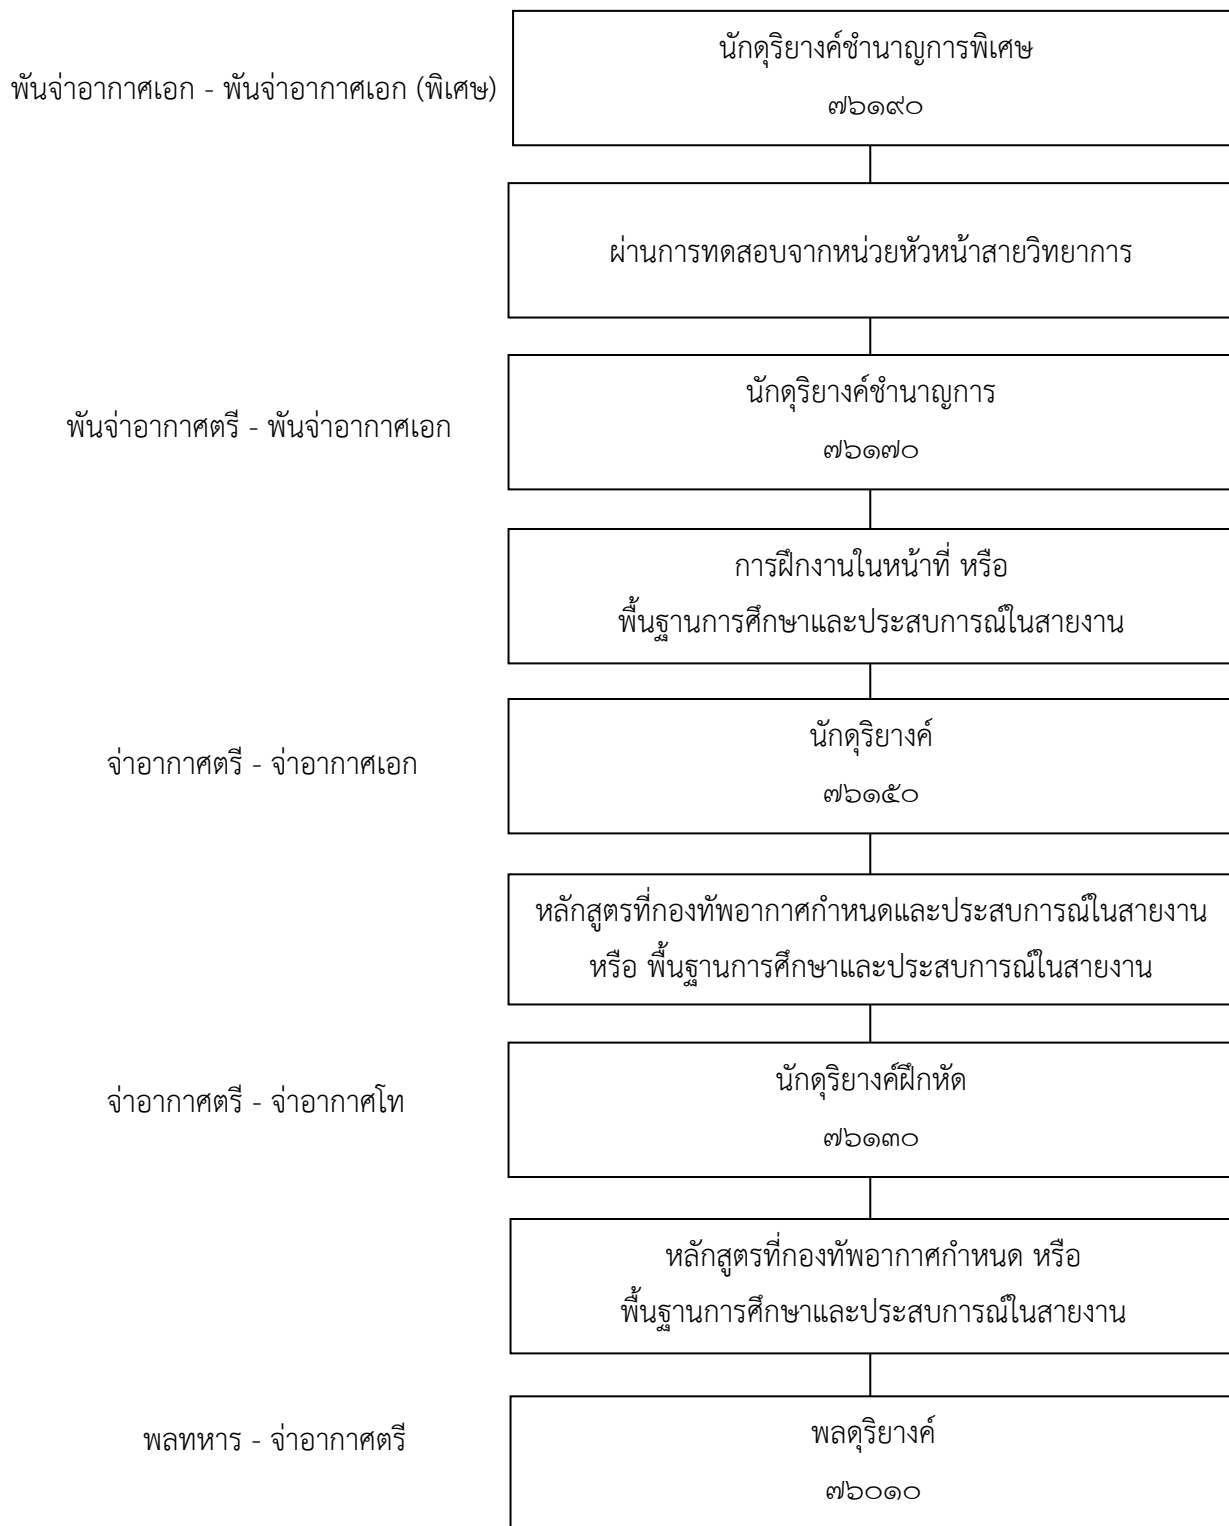 นักดุริยางค์ชำนาญการพิเศษ
พันจ่าอากาศเอก - พันจ่าอากาศเอก (พิเศษ)
๗๖๑๙๐
ผ่านการทดสอบจากหน่วยหัวหน้าสายวิทยาการ
นักดุริยางค์ชำนาญการ
พันจ่าอากาศตรี - พันจ่าอากาศเอก
๗๖๑๗๐
การฝึกงานในหน้าที่ หรือ
พื้นฐานการศึกษาและประสบการณ์ในสายงาน
นักดุริยางค์
จ่าอากาศตรี - จ่าอากาศเอก
๗๖๑๕๐
หลักสูตรที่กองทัพอากาศกำหนดและประสบการณ์ในสายงาน
หรือ พื้นฐานการศึกษาและประสบการณ์ในสายงาน
นักดุริยางค์ฝึกหัด
จ่าอากาศตรี - จ่าอากาศโท
๗๖๑๓๐
หลักสูตรที่กองทัพอากาศกำหนด หรือ
พื้นฐานการศึกษาและประสบการณ์ในสายงาน
พลดุริยางค์
พลทหาร - จ่าอากาศตรี
๗๖๐๑๐